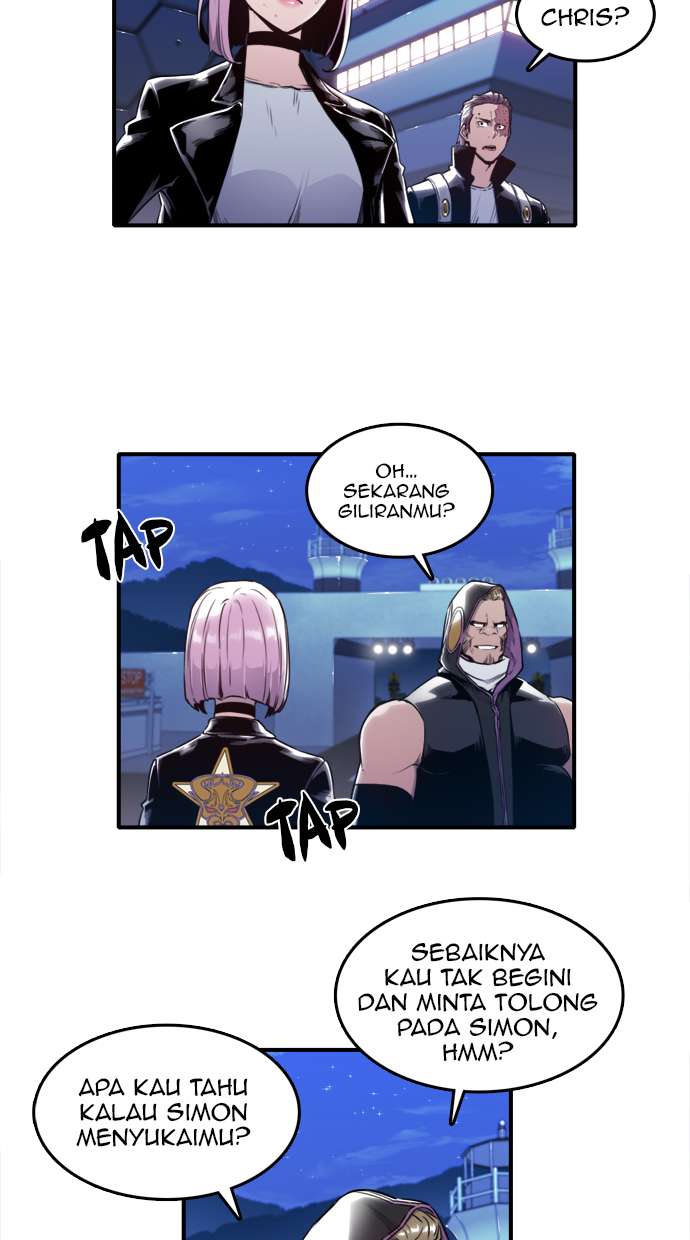 CHRIS?
OH...
SEKARANG
GILIRANMU?
TAP
STOP
TAP
SEBAIKNYA
KAU TAK BEGINI
DAN MINTA TOLONG
PADA SIMON,
HMM?
APA KAU TAHU
KALAU SIMON
MENYUKAIMU?